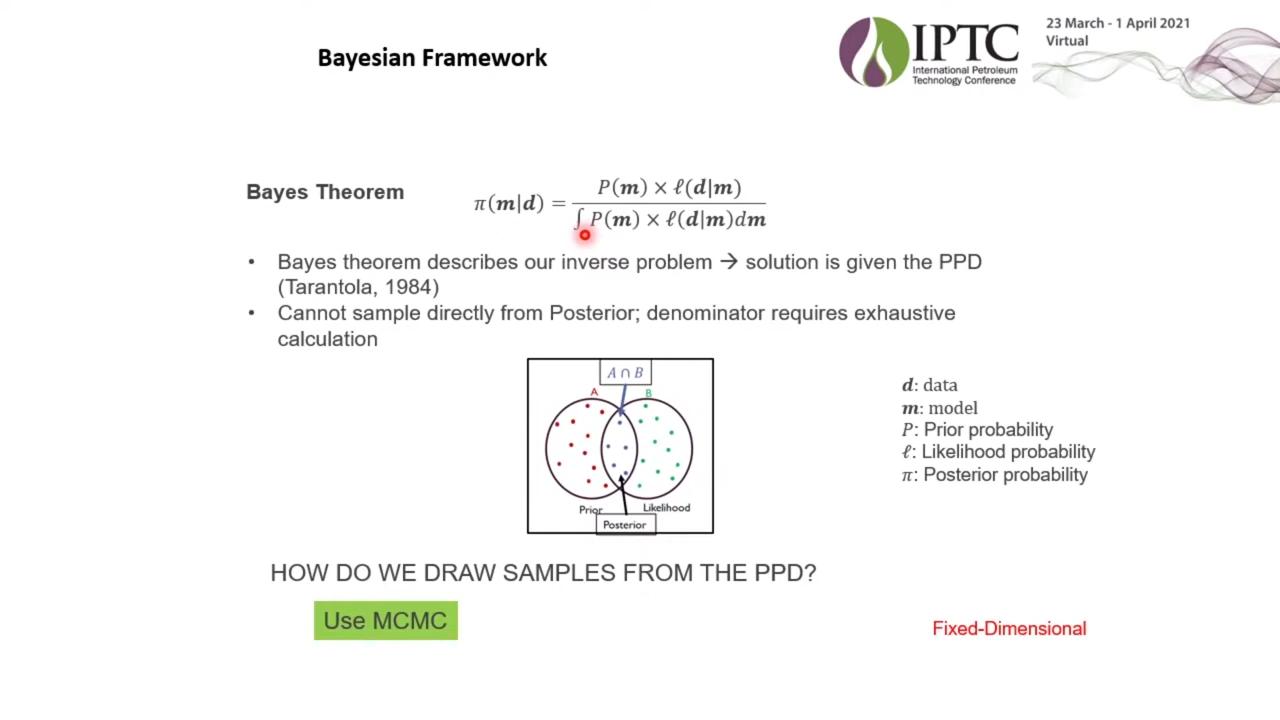 Bayesian Framework
IPTC
International Petroleum
Technology Conference
23 March - 1 April 2021
Virtual
Bayes Theorem
π(m|d) = P(m) × ℓ(d|m) / ∫ P(m) × ℓ(d|m)dm
• Bayes theorem describes our inverse problem → solution is given the PPD
(Tarantola, 1984)
• Cannot sample directly from Posterior; denominator requires exhaustive
calculation
A ∩ B
A
B
Prior
Likelihood
Posterior
d: data
m: model
P: Prior probability
ℓ: Likelihood probability
π: Posterior probability
HOW DO WE DRAW SAMPLES FROM THE PPD?
Use MCMC
Fixed-Dimensional